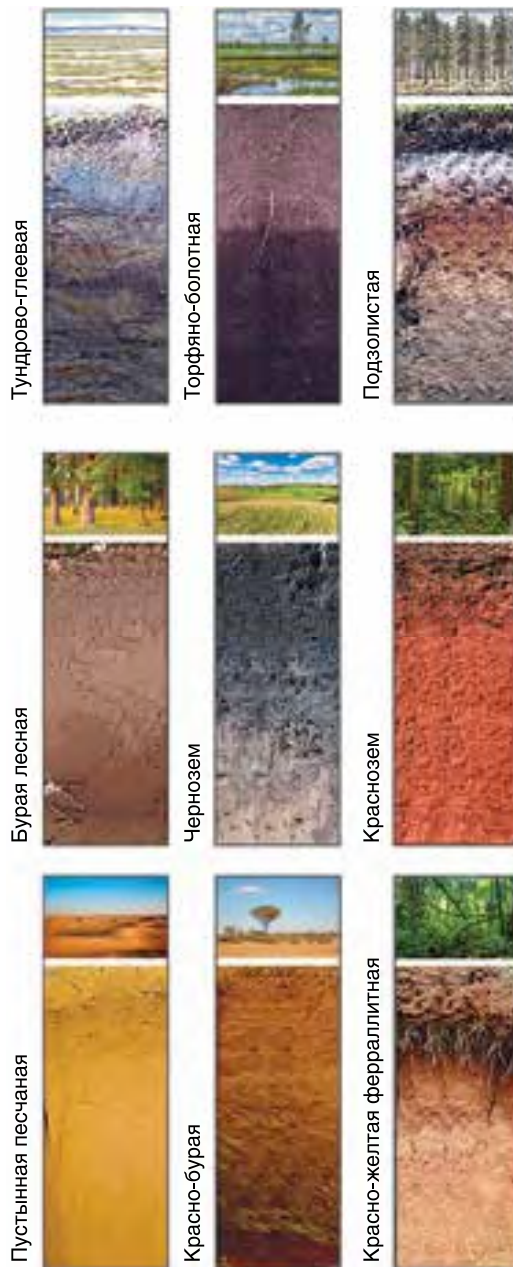 Тундрово-глеевая
Торфяно-болотная
Подзолистая
Бурая лесная
Чернозем
Краснозем
Пустынная песчаная
Красно-бурая
Красно-желтая ферраллитная